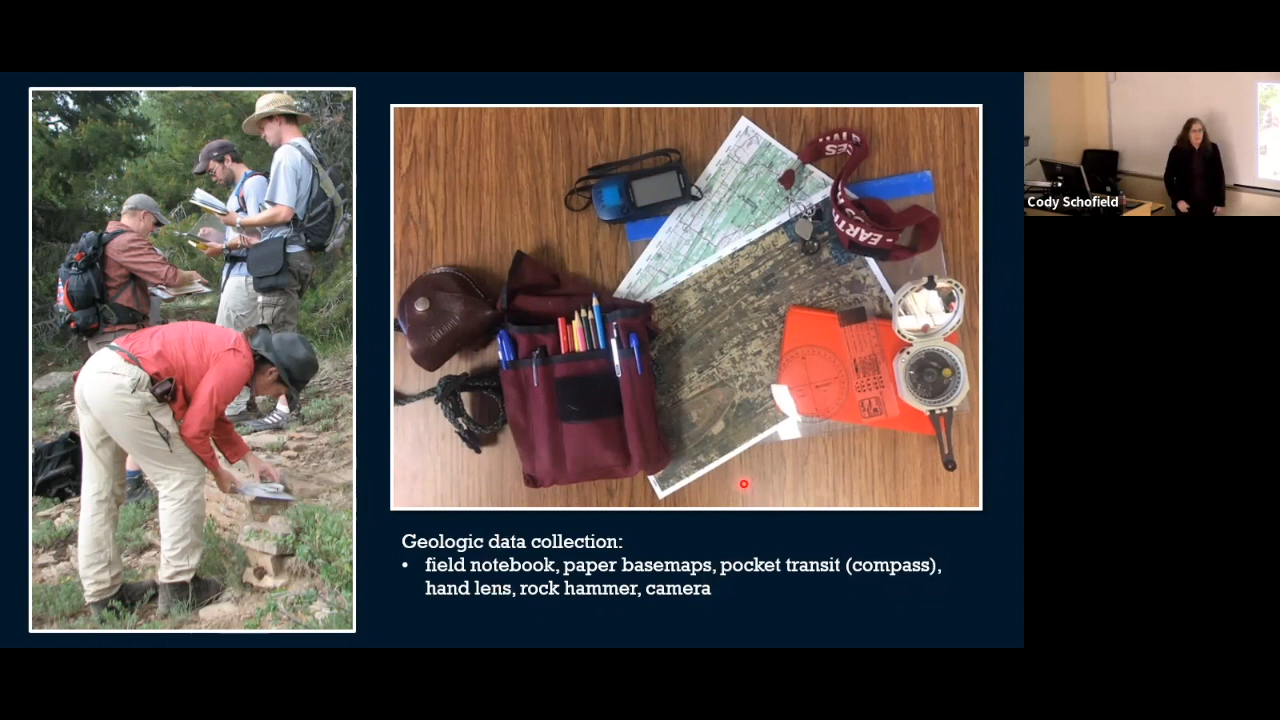 Geologic data collection:
• field notebook, paper basemaps, pocket transit (compass),
hand lens, rock hammer, camera
Cody Schofield